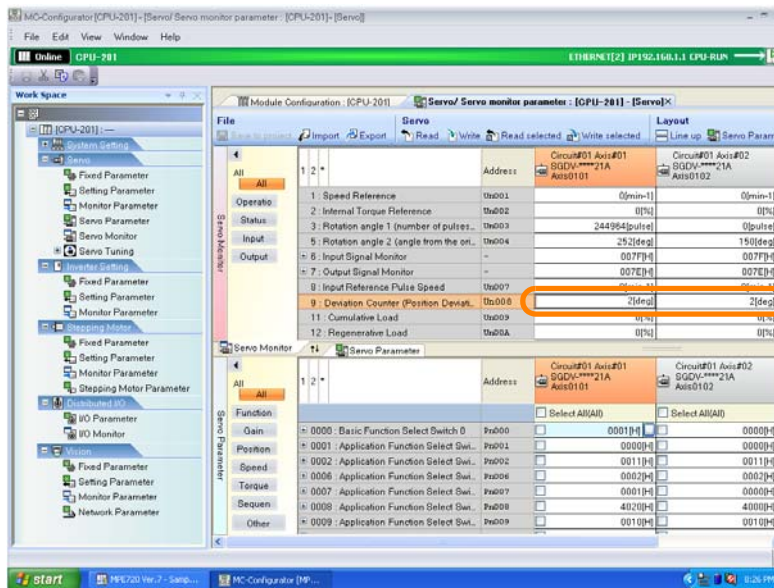 MC-Configurator [CPU-201] - [Servo/ Servo monitor parameter : [CPU-201]- [Servo]]
File Edit View Window Help
Online CPU-201 ETHERNET[2] IP192.168.1.1 CPU-RUN
Work Space
[CPU-201] : ---
System Setting
Servo
Fixed Parameter
Setting Parameter
Monitor Parameter
Servo Parameter
Servo Monitor
Servo Tuning
Inverter Setting
Fixed Parameter
Setting Parameter
Monitor Parameter
Stepping Motor
Fixed Parameter
Setting Parameter
Monitor Parameter
Stepping Motor Parameter
Distributed I/O
I/O Parameter
I/O Monitor
Vision
Fixed Parameter
Setting Parameter
Monitor Parameter
Network Parameter
Module Configuration : [CPU-201] Servo/ Servo monitor parameter : [CPU-201] - [Servo]
File Servo Layout
Save to project Import Export Read Write Read selected Write selected Line up Servo Param
Servo Monitor
All
All
Operatio
Status
Input
Output
1 2 * Address Circuit#01 Axis#01 SGDV-****21A Axis0101 Circuit#01 Axis#02 SGDV-****21A Axis0102
1 : Speed Reference Un001 0[min-1] 0[min-1]
2 : Internal Torque Reference Un002 0[%] 0[%]
3 : Rotation angle 1 (number of pulses.. Un003 244964[pulse] 0[pulse]
5 : Rotation angle 2 (angle from the ori.. Un004 252[deg] 150[deg]
6 : Input Signal Monitor - 007F[H] 007F[H]
7 : Output Signal Monitor - 007E[H] 007E[H]
8 : Input Reference Pulse Speed Un007 0[min-1] 0[min-1]
9 : Deviation Counter (Position Deviati.. Un008 2[deg] 2[deg]
11 : Cumulative Load Un009 0[%] 0[%]
12 : Regenerative Load Un00A 0[%] 0[%]
Servo Monitor Servo Parameter
Servo Parameter
All
All
Function
Gain
Position
Speed
Torque
Sequen
Other
1 2 * Address Circuit#01 Axis#01 SGDV-****21A Axis0101 Circuit#01 Axis#02 SGDV-****21A Axis0102
Select All(All) Select All(All)
0000 : Basic Function Select Switch 0 Pn000 0001[H] 0000[H]
0001 : Application Function Select Swi.. Pn001 0000[H] 0000[H]
0002 : Application Function Select Swi.. Pn002 0011[H] 0011[H]
0006 : Application Function Select Swi.. Pn006 0002[H] 0002[H]
0007 : Application Function Select Swi.. Pn007 0001[H] 0000[H]
0008 : Application Function Select Swi.. Pn008 4020[H] 4000[H]
0009 : Application Function Select Swi.. Pn009 0010[H] 0010[H]
start MPE720 Ver.7 - Samp... MC-Configurator [MP... 8:26 PM